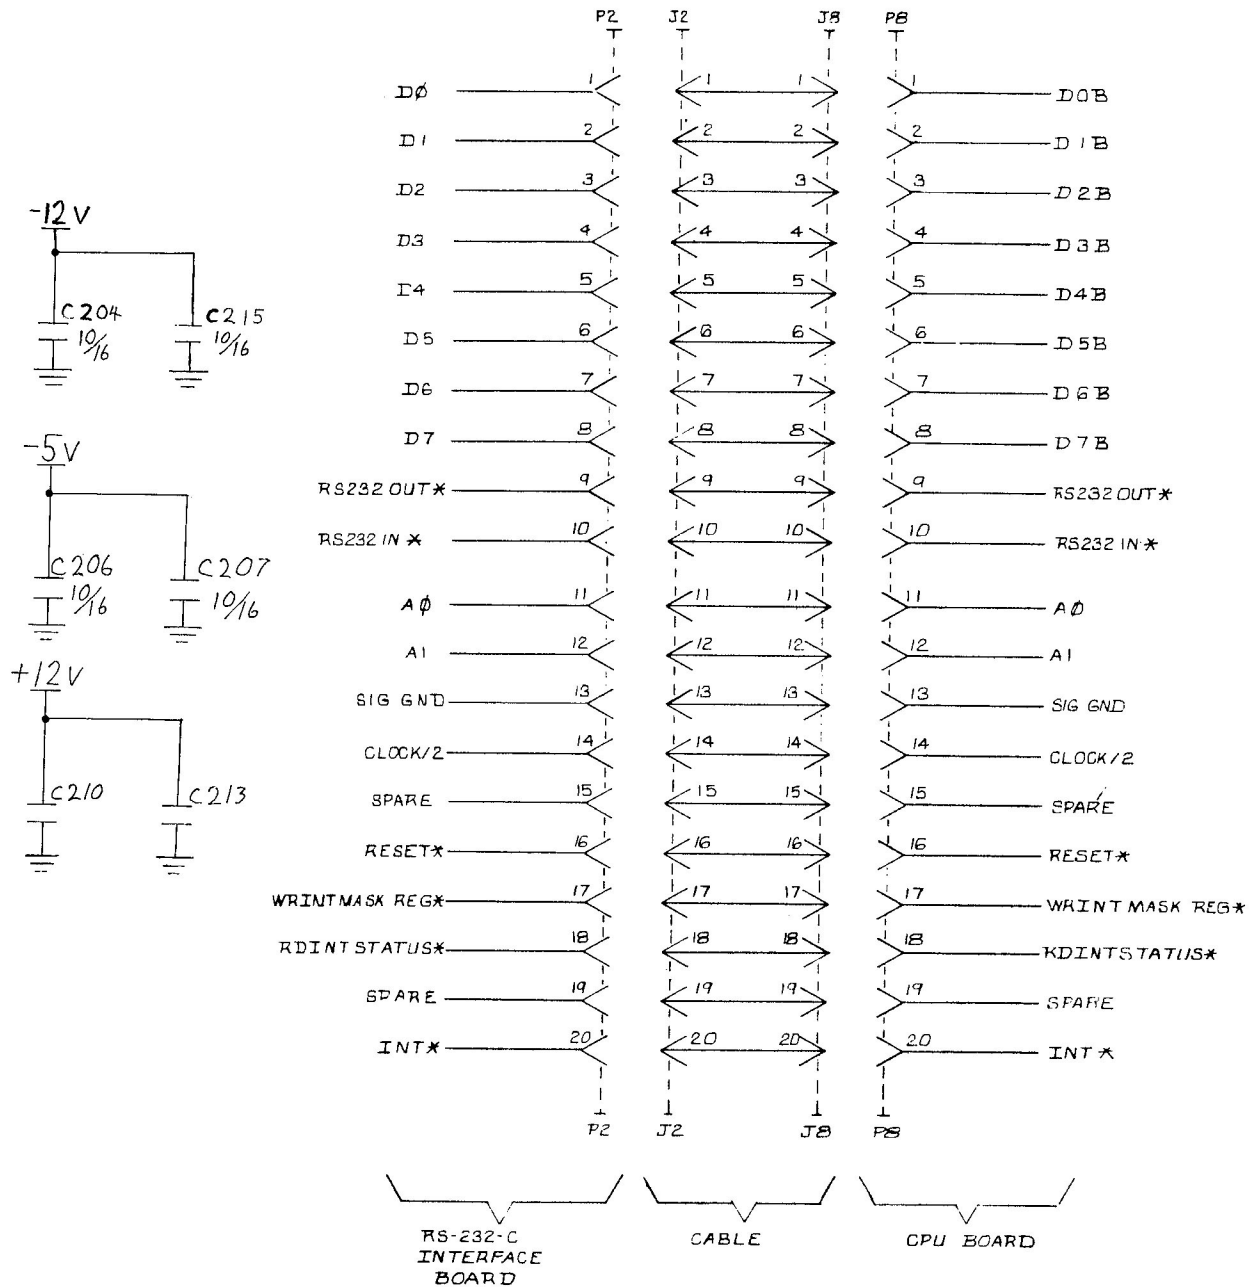 P2 J2 J8 P8
DØ 1 1 1 1 D0B
D1 2 2 2 2 D1B
D2 3 3 3 3 D2B
D3 4 4 4 4 D3B
D4 5 5 5 5 D4B
D5 6 6 6 6 D5B
D6 7 7 7 7 D6B
D7 8 8 8 8 D7B
RS232 OUT* 9 9 9 9 RS232 OUT*
RS232 IN* 10 10 10 10 RS232 IN*
AØ 11 11 11 11 AØ
A1 12 12 12 12 A1
SIG GND 13 13 13 13 SIG GND
CLOCK/2 14 14 14 14 CLOCK/2
SPARE 15 15 15 15 SPARE
RESET* 16 16 16 16 RESET*
WRINTMASK REG* 17 17 17 17 WRINT MASK REG*
RDINTSTATUS* 18 18 18 18 RDINTSTATUS*
SPARE 19 19 19 19 SPARE
INT* 20 20 20 20 INT*
P2 J2 J8 P8
RS-232-C
INTERFACE
BOARD
CABLE
CPU BOARD
-12V
C204
10/16
C215
10/16
-5V
C206
10/16
C207
10/16
+12V
C210
C213